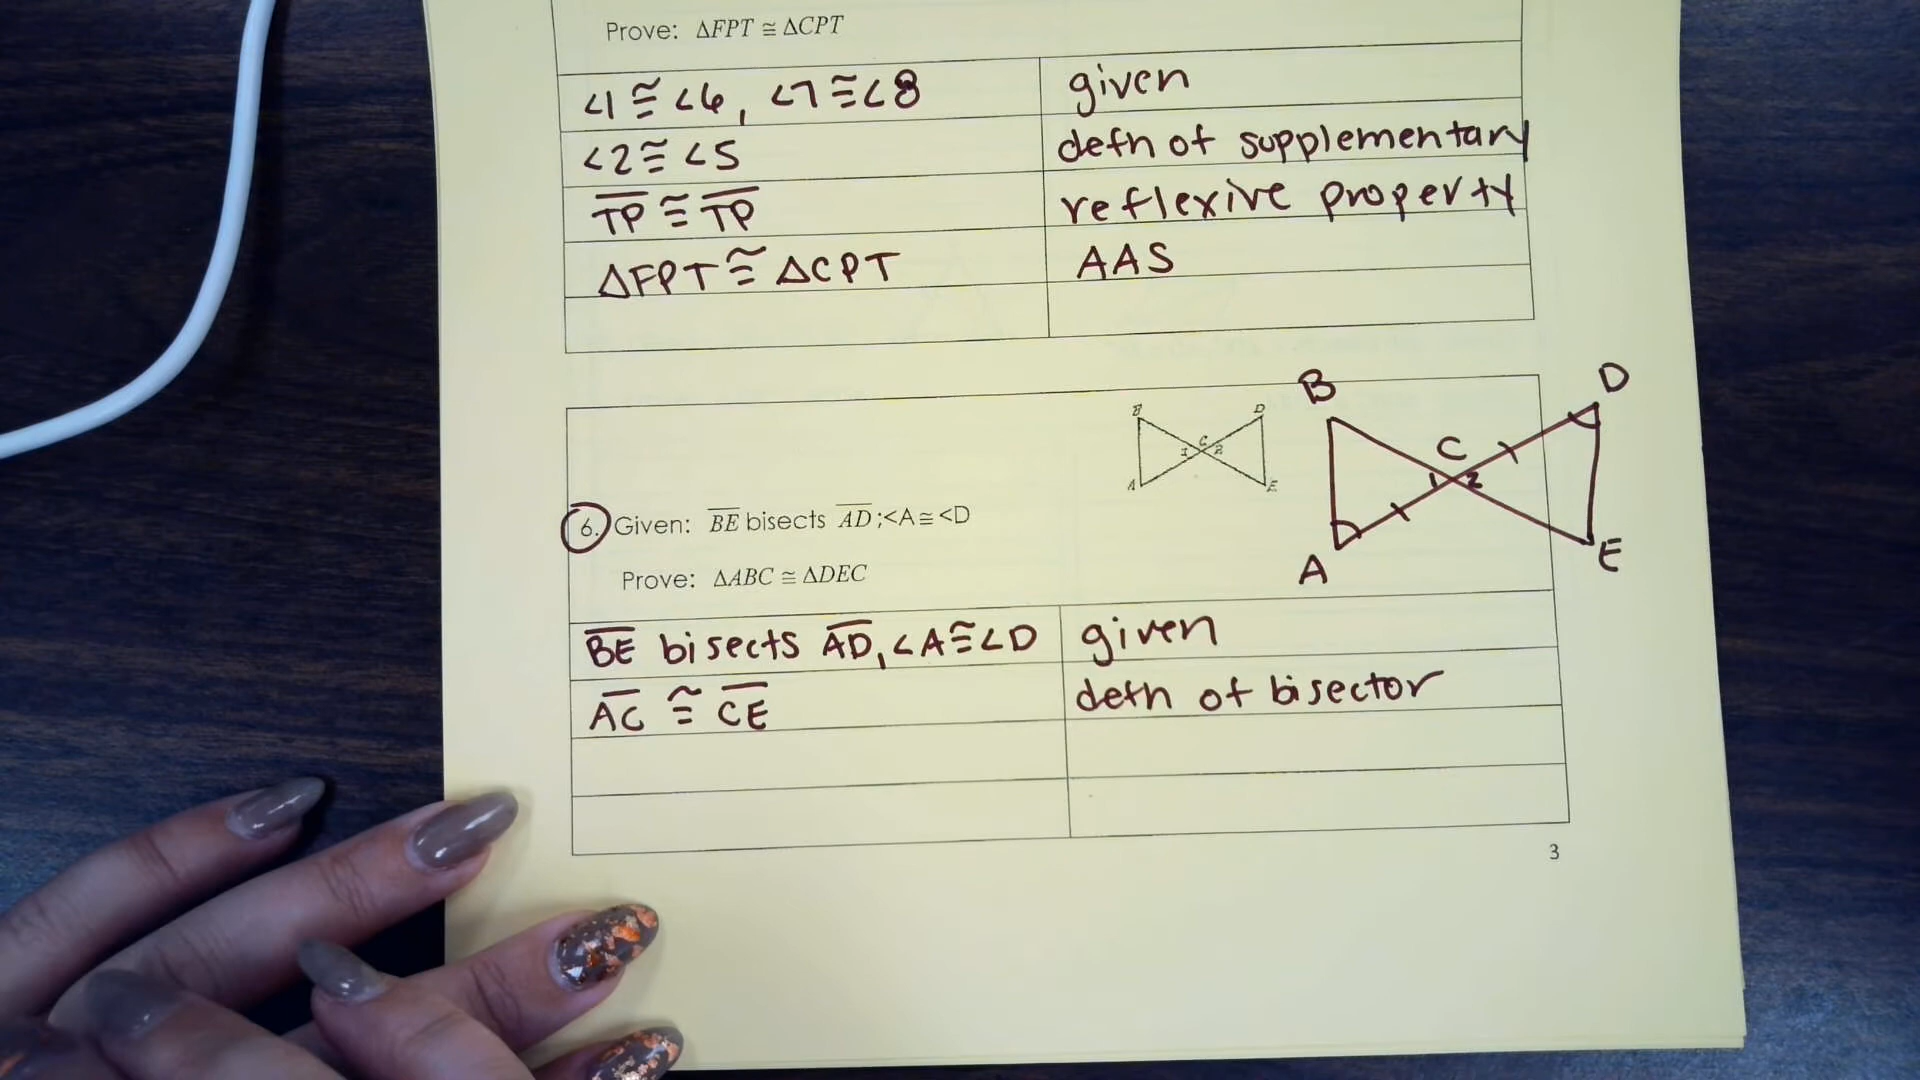 Prove: ΔFPT ≅ ΔCPT
<1 ≅ <6, <7 ≅ <8 given
<2 ≅ <5 defn of supplementary
TP ≅ TP reflexive property
ΔFPT ≅ ΔCPT AAS
B D
C
1 2
A E
B D
C
1 2
A E
6. Given: BE bisects AD ;<A ≅ <D
Prove: ΔABC ≅ ΔDEC
BE bisects AD, <A ≅ <D given
AC ≅ CE defn of bisector
3